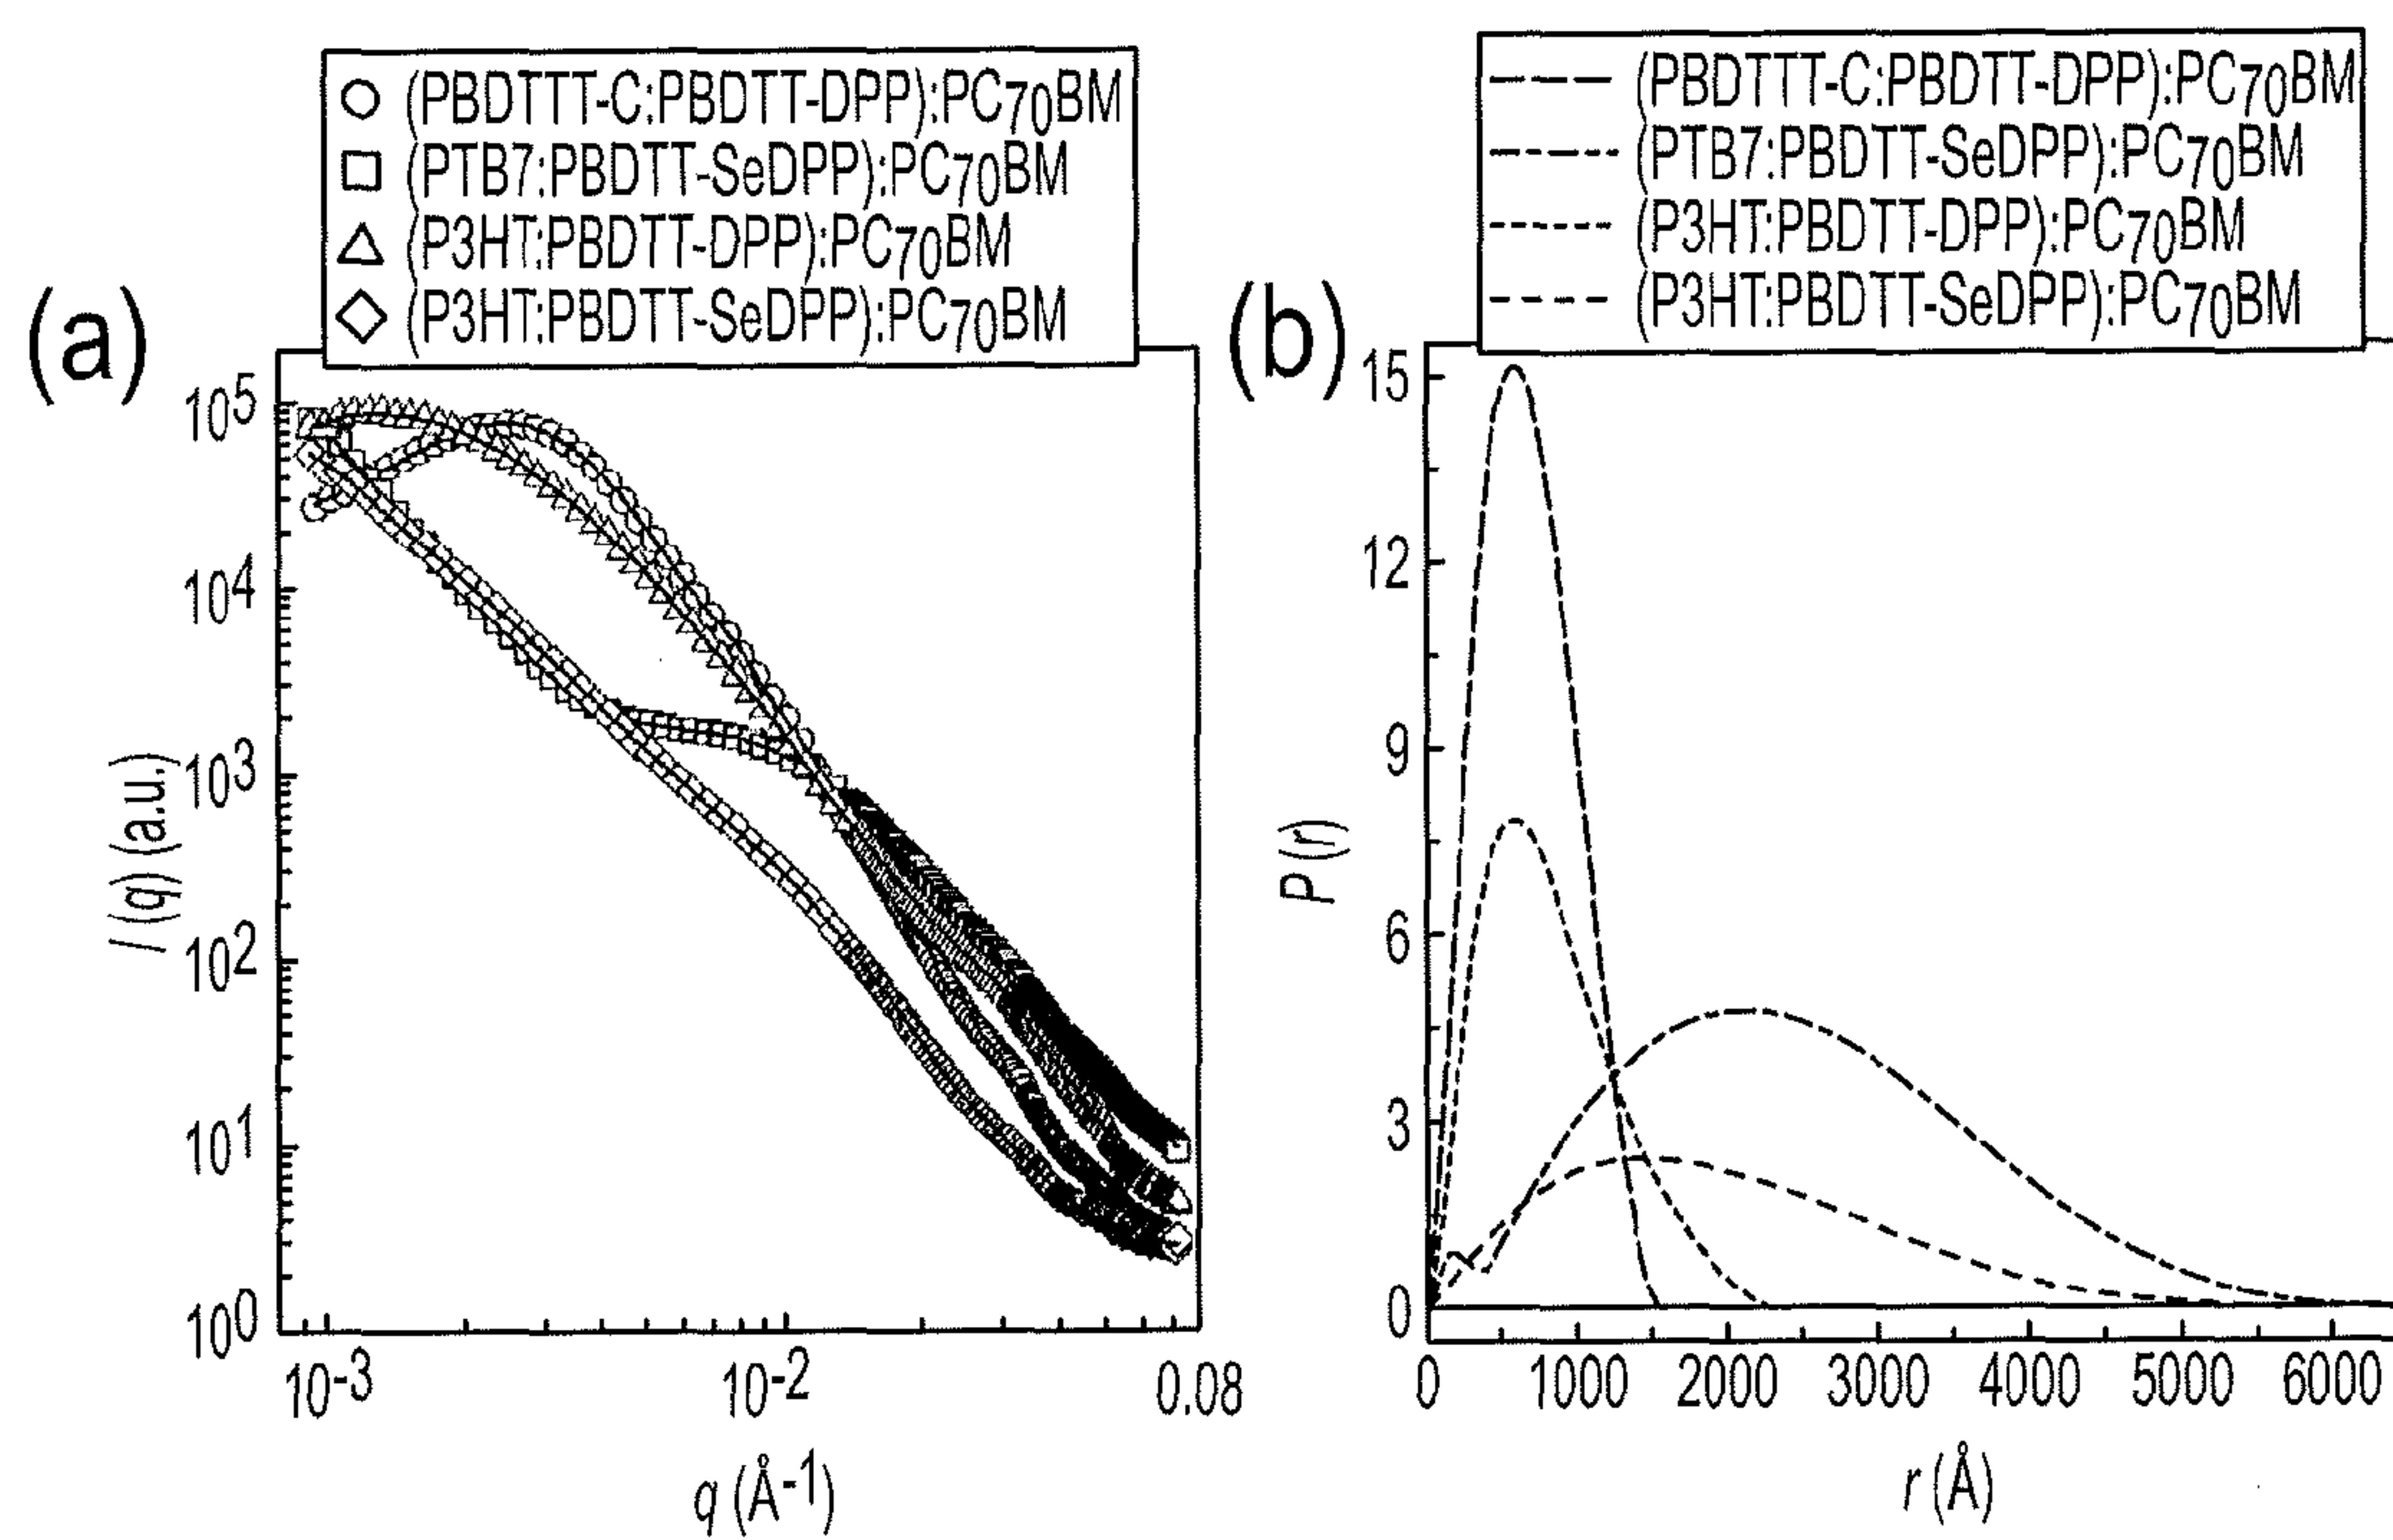 (a)
(PBDTTT-C:PBDTT-DPP):PC70BM
(PTB7:PBDTT-SeDPP):PC70BM
(P3HT:PBDTT-DPP):PC70BM
(P3HT:PBDTT-SeDPP):PC70BM
10^5
10^4
10^3
10^2
10^1
10^0
I (q) (a.u.)
10^-3 10^-2 0.08
q (Å^-1)
(b)
(PBDTTT-C:PBDTT-DPP):PC70BM
(PTB7:PBDTT-SeDPP):PC70BM
(P3HT:PBDTT-DPP):PC70BM
(P3HT:PBDTT-SeDPP):PC70BM
15
12
9
6
3
0
P (r)
0 1000 2000 3000 4000 5000 6000
r (Å)